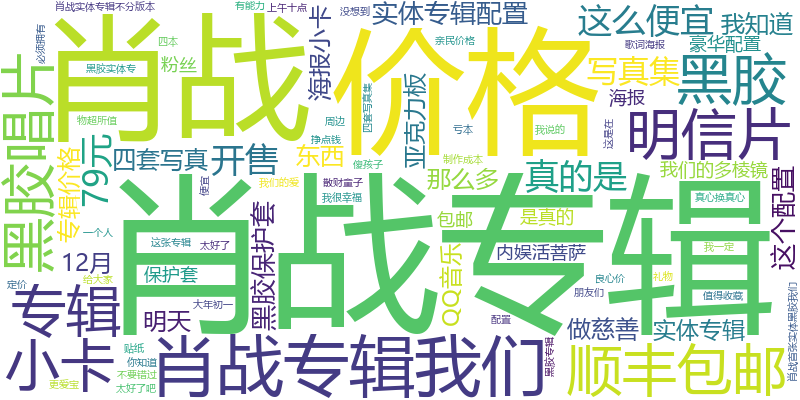 肖战实体专辑不分版本
有能力
上午十点
没想到
实体专辑配置
这么便宜
我知道
必须拥有
四本
粉丝
海报小卡
亲民价格
歌词海报
豪华配置
黑胶实体专
肖战
价格
写真集
黑胶
黑胶唱片
物超所值
周边
四套写真集
亚克力板
亏本
我说的
海报
这是在
明信片
79元
专辑价格
四套写真
开售
挣点钱
东西
傻孩子
制作成本
那么多
真的是
我们的多棱镜
便宜
我们的爱
散财童子
我很幸福
真心换真心
这个配置
肖战专辑
一个人
这张专辑
太好了
黑胶保护套
包邮
是真的
内娱活菩萨
我一定
12月
保护套
给大家
QQ音乐
良心价
礼物
定价
专辑
明天
大年初一
配置
朋友们
值得收藏
做慈善
实体专辑
肖战首张实体黑胶我们
小卡
贴纸
你知道
不要错过
太好了吧
更爱宝
肖战专辑我们
黑胶专辑
顺丰包邮